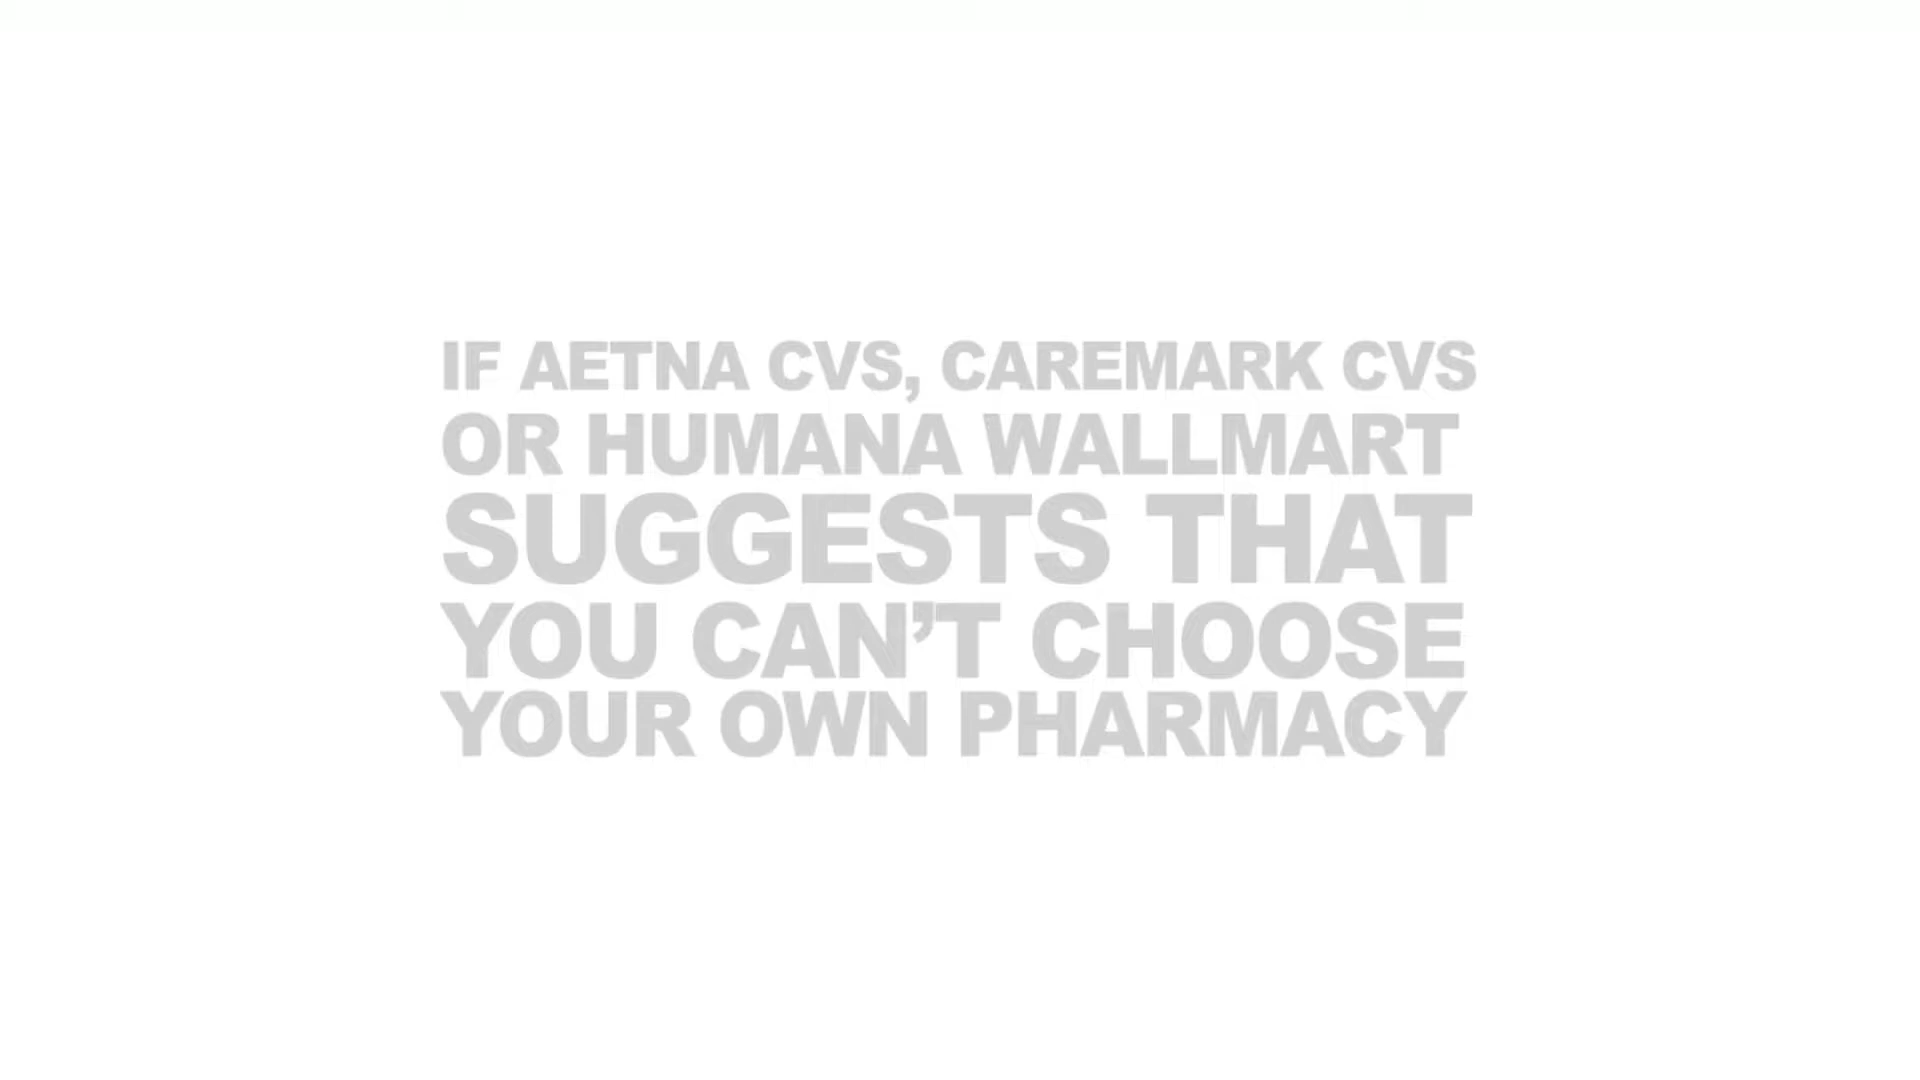 IF AETNA CVS, CAREMARK CVS
OR HUMANA WALLMART
SUGGESTS THAT
YOU CAN’T CHOOSE
YOUR OWN PHARMACY